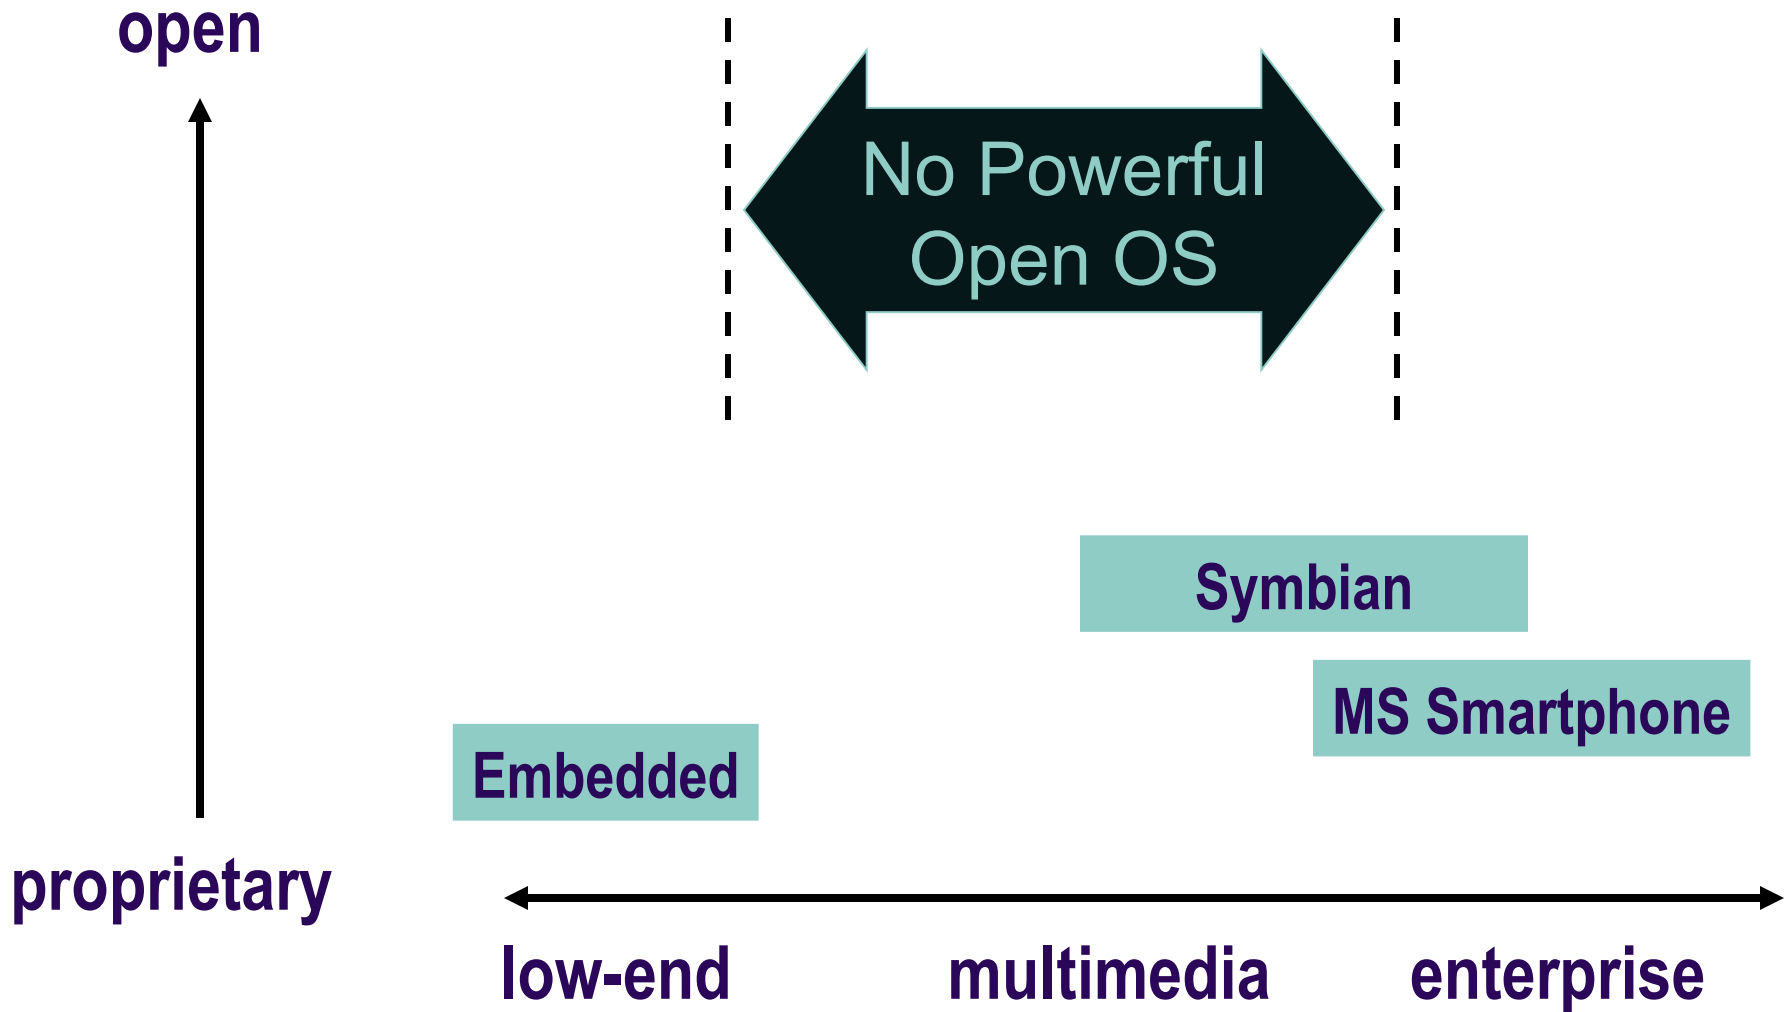 open
No Powerful
Open OS
Symbian
MS Smartphone
Embedded
proprietary
low-end multimedia enterprise